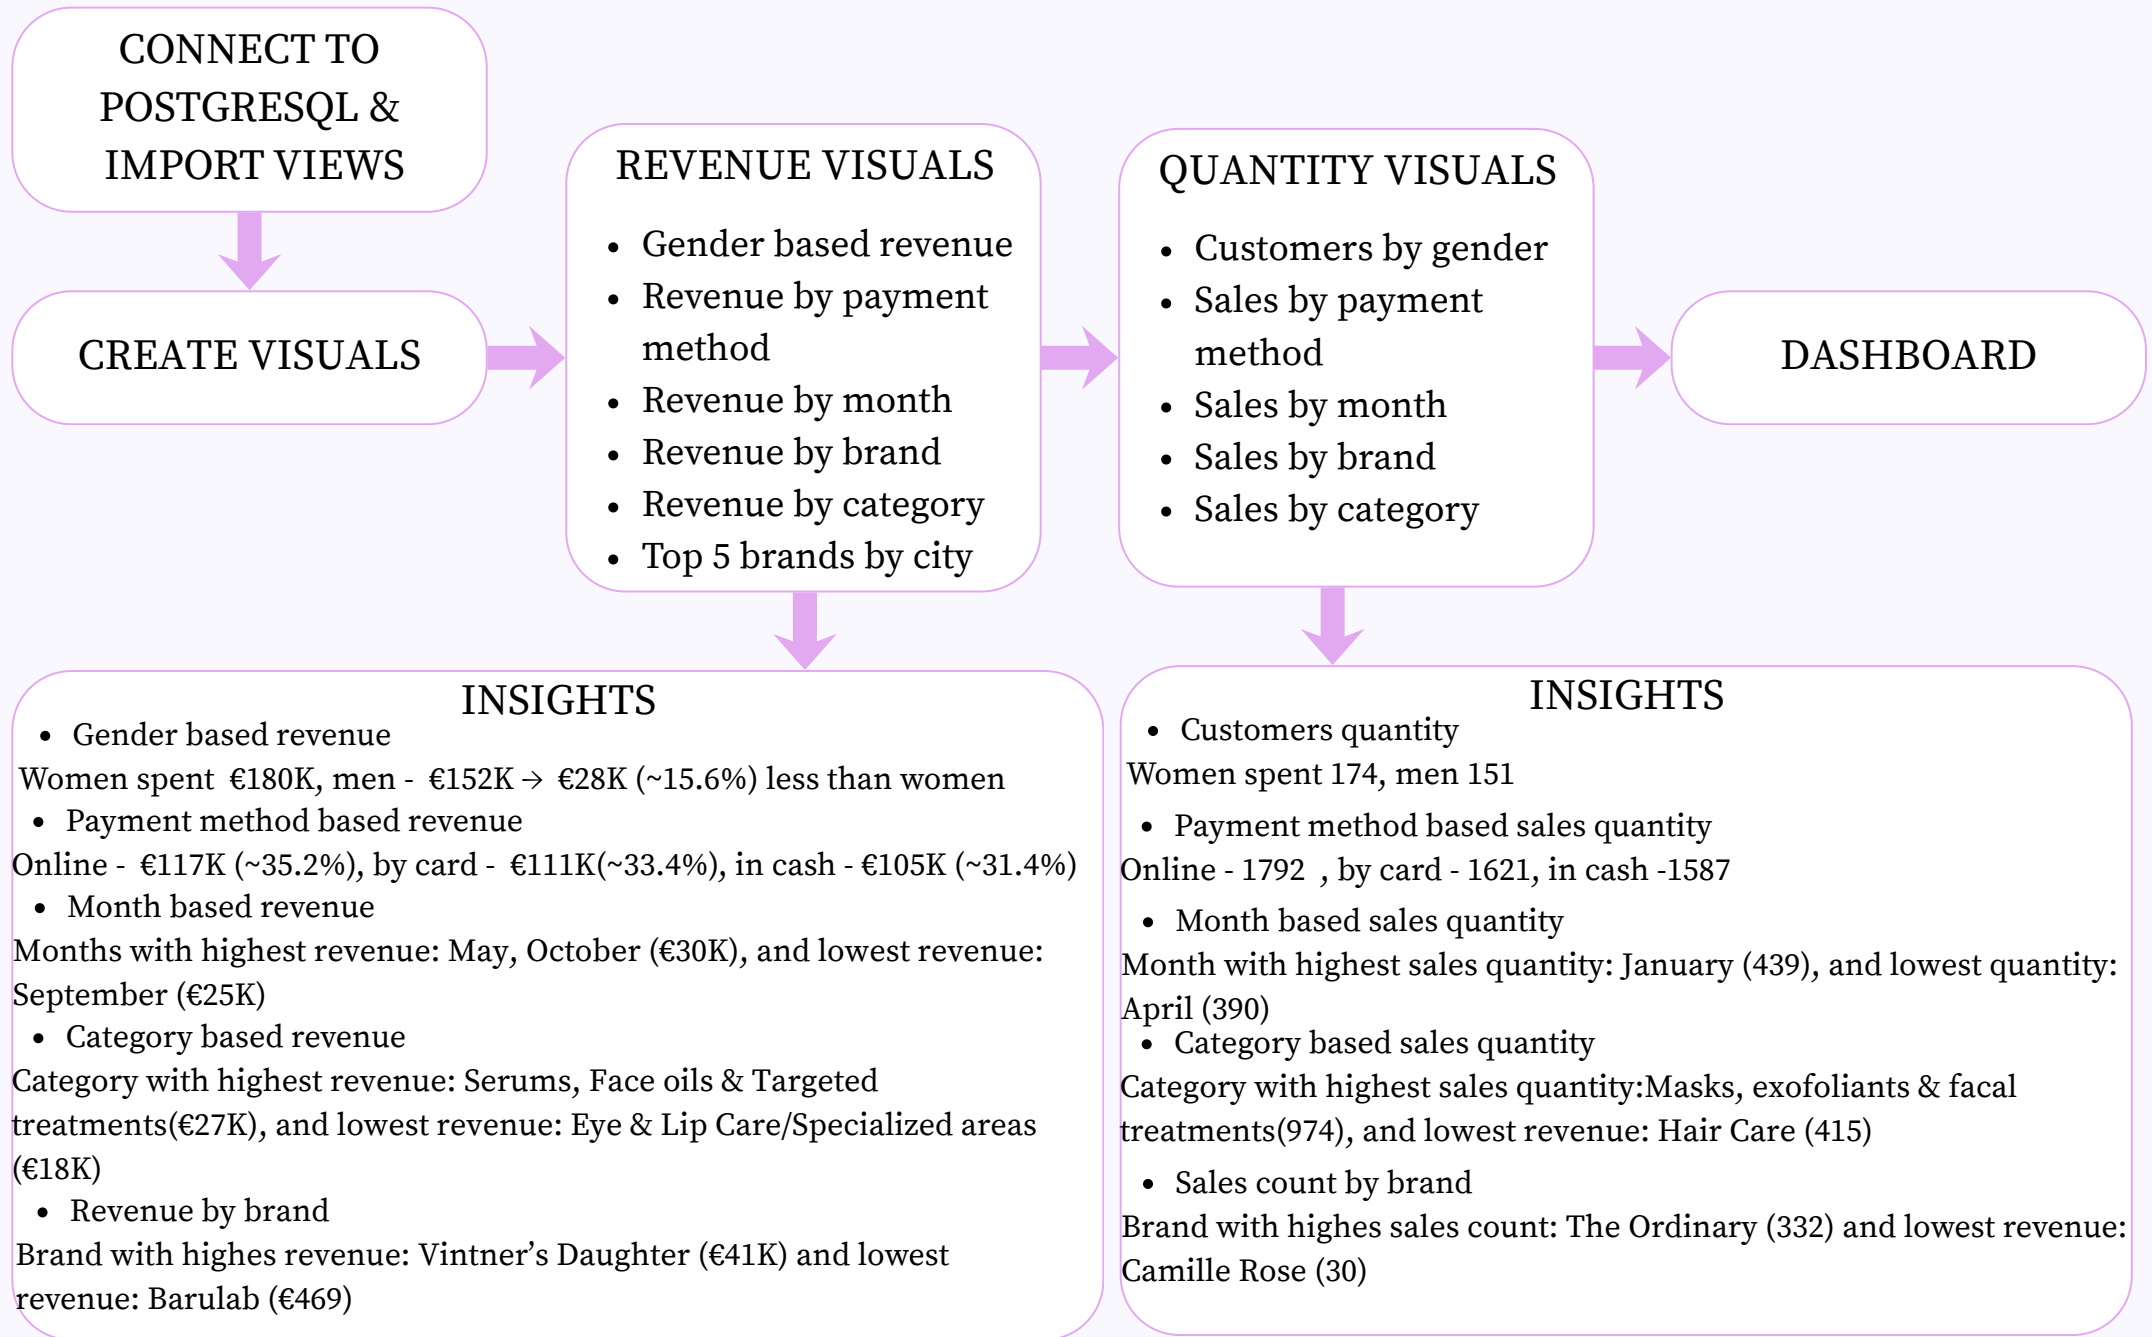 CONNECT TO
POSTGRESQL &
IMPORT VIEWS
CREATE VISUALS
REVENUE VISUALS
• Gender based revenue
• Revenue by payment
method
• Revenue by month
• Revenue by brand
• Revenue by category
• Top 5 brands by city
QUANTITY VISUALS
• Customers by gender
• Sales by payment
method
• Sales by month
• Sales by brand
• Sales by category
DASHBOARD
INSIGHTS
• Gender based revenue
Women spent €180K, men - €152K → €28K (~15.6%) less than women
• Payment method based revenue
Online - €117K (~35.2%), by card - €111K(~33.4%), in cash - €105K (~31.4%)
• Month based revenue
Months with highest revenue: May, October (€30K), and lowest revenue:
September (€25K)
• Category based revenue
Category with highest revenue: Serums, Face oils & Targeted
treatments(€27K), and lowest revenue: Eye & Lip Care/Specialized areas
(€18K)
• Revenue by brand
Brand with highes revenue: Vintner’s Daughter (€41K) and lowest
revenue: Barulab (€469)
INSIGHTS
• Customers quantity
Women spent 174, men 151
• Payment method based sales quantity
Online - 1792 , by card - 1621, in cash -1587
• Month based sales quantity
Month with highest sales quantity: January (439), and lowest quantity:
April (390)
• Category based sales quantity
Category with highest sales quantity:Masks, exofoliants & facal
treatments(974), and lowest revenue: Hair Care (415)
• Sales count by brand
Brand with highes sales count: The Ordinary (332) and lowest revenue:
Camille Rose (30)